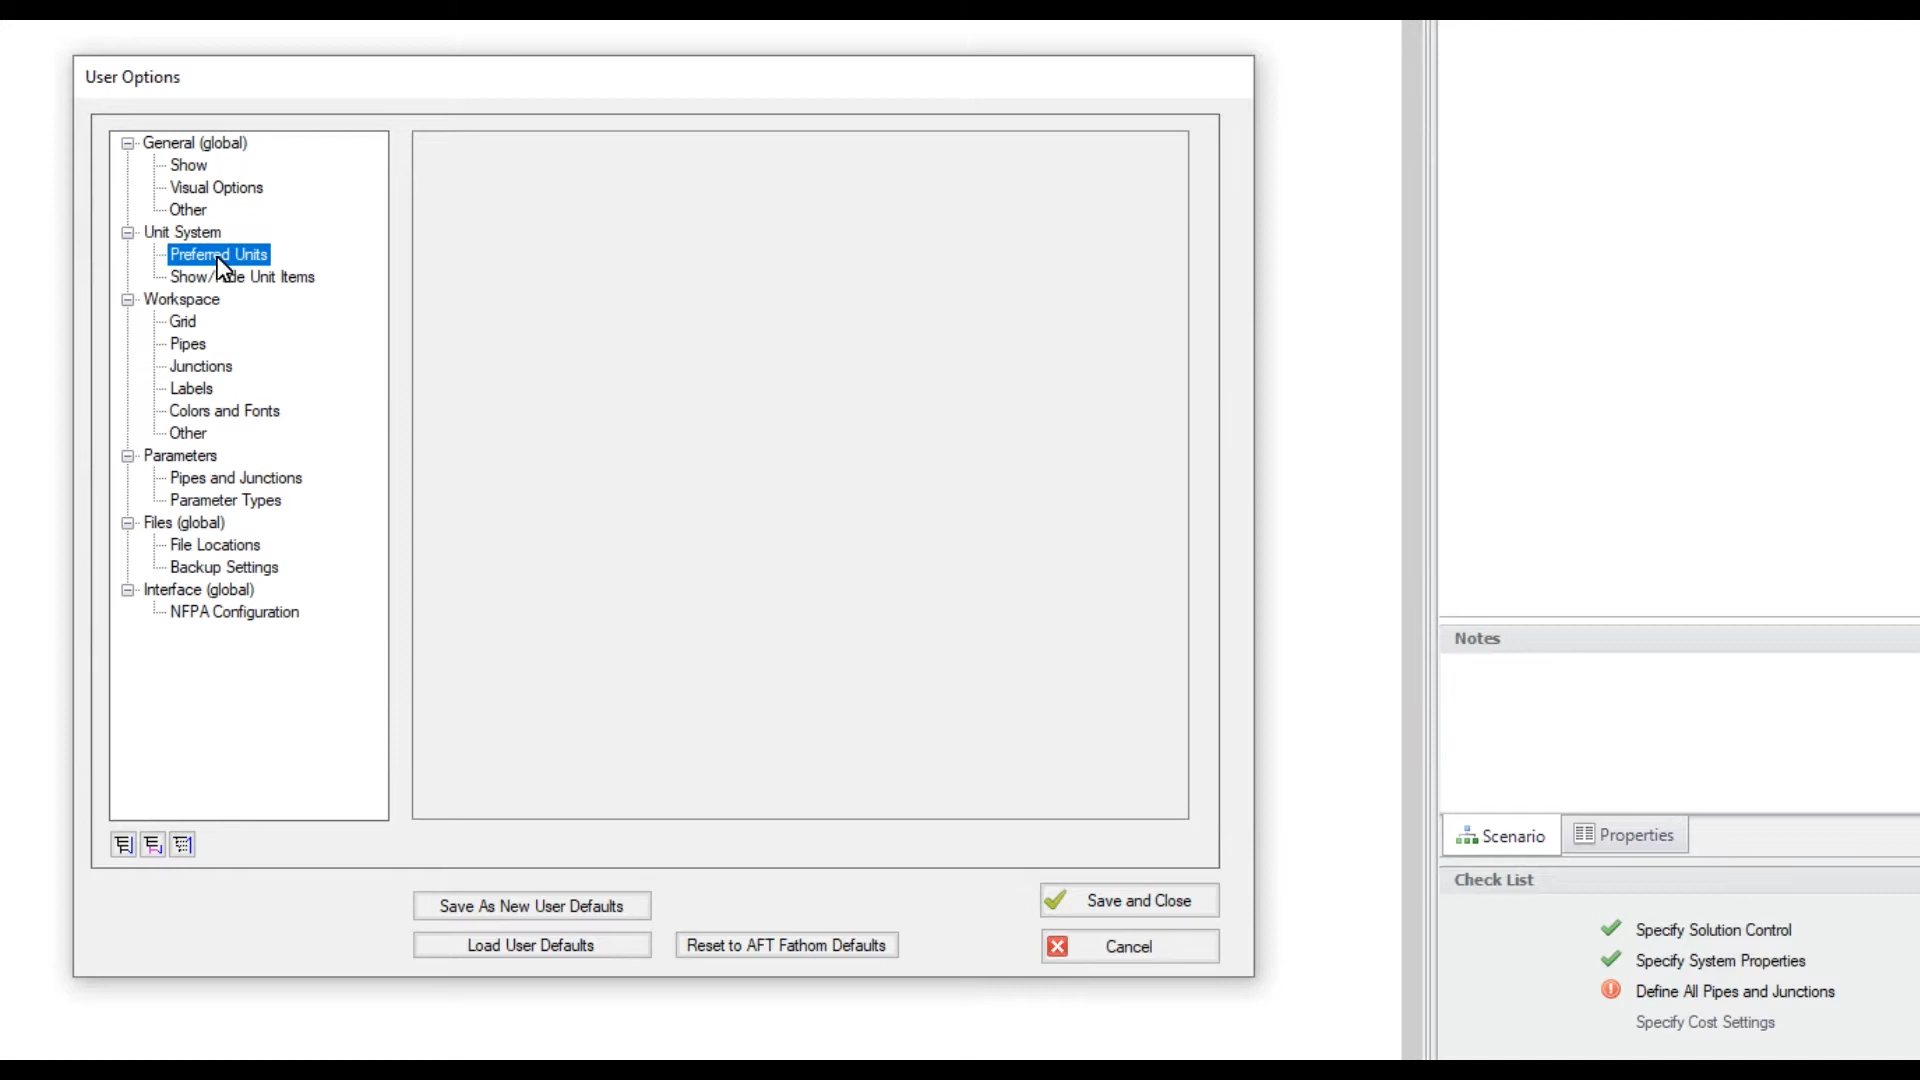 User Options
General (global)
Show
Visual Options
Other
Unit System
Preferred Units
Show/ de Unit Items
Workspace
Grid
Pipes
Junctions
Labels
Colors and Fonts
Other
Parameters
Pipes and Junctions
Parameter Types
Files (global)
File Locations
Backup Settings
Interface (global)
NFPA Configuration
Save As New User Defaults
Load User Defaults
Reset to AFT Fathom Defaults
Save and Close
Cancel
Notes
Scenario
Properties
Check List
Specify Solution Control
Specify System Properties
Define All Pipes and Junctions
Specify Cost Settings